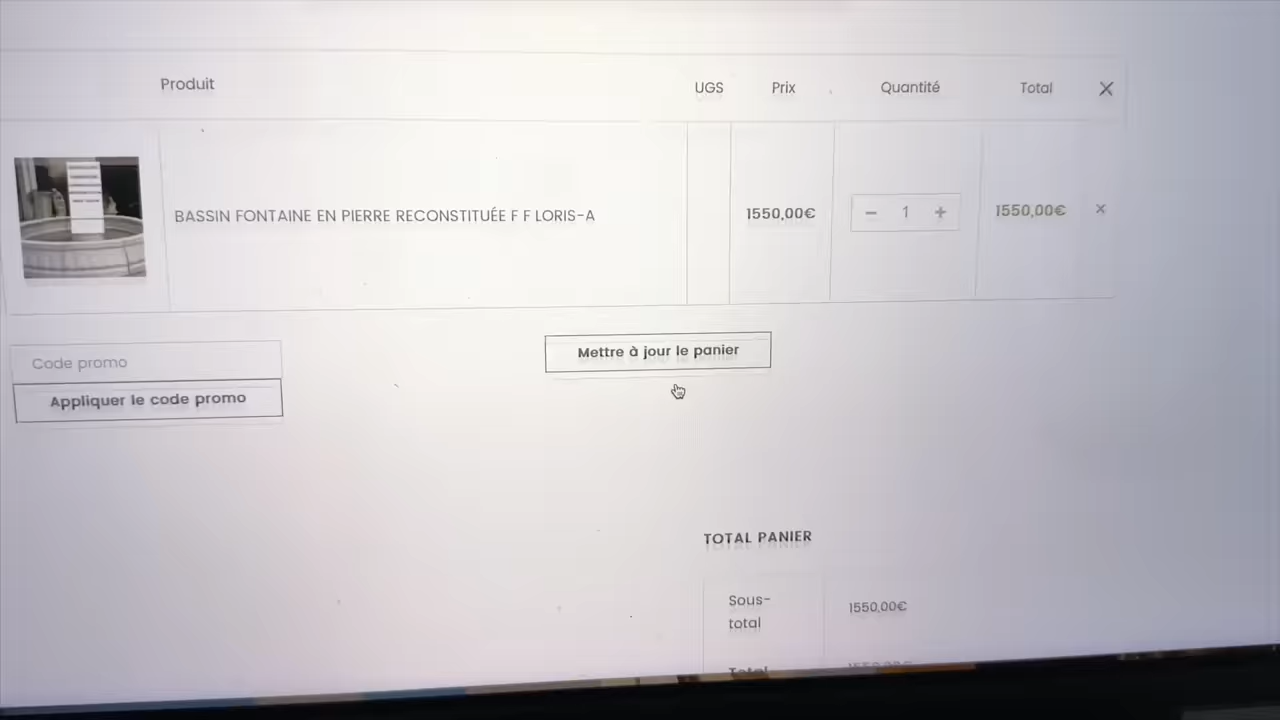 Produit UGS Prix Quantité Total ×
BASSIN FONTAINE EN PIERRE RECONSTITUÉE F F LORIS-A 1550,00€ − 1 + 1550,00€ ×
Code promo
Mettre à jour le panier
Appliquer le code promo
TOTAL PANIER
Sous-
total
1550,00€
Total